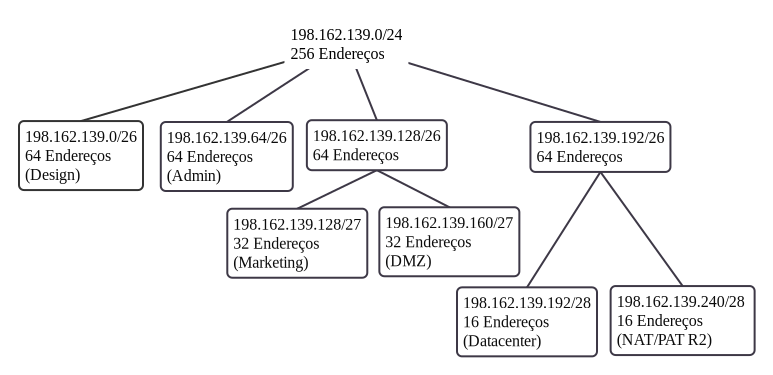 198.162.139.0/24
256 Endereços
198.162.139.0/26
64 Endereços
(Design)
198.162.139.64/26
64 Endereços
(Admin)
198.162.139.128/26
64 Endereços
198.162.139.192/26
64 Endereços
198.162.139.128/27
32 Endereços
(Marketing)
198.162.139.160/27
32 Endereços
(DMZ)
198.162.139.192/28
16 Endereços
(Datacenter)
198.162.139.240/28
16 Endereços
(NAT/PAT R2)